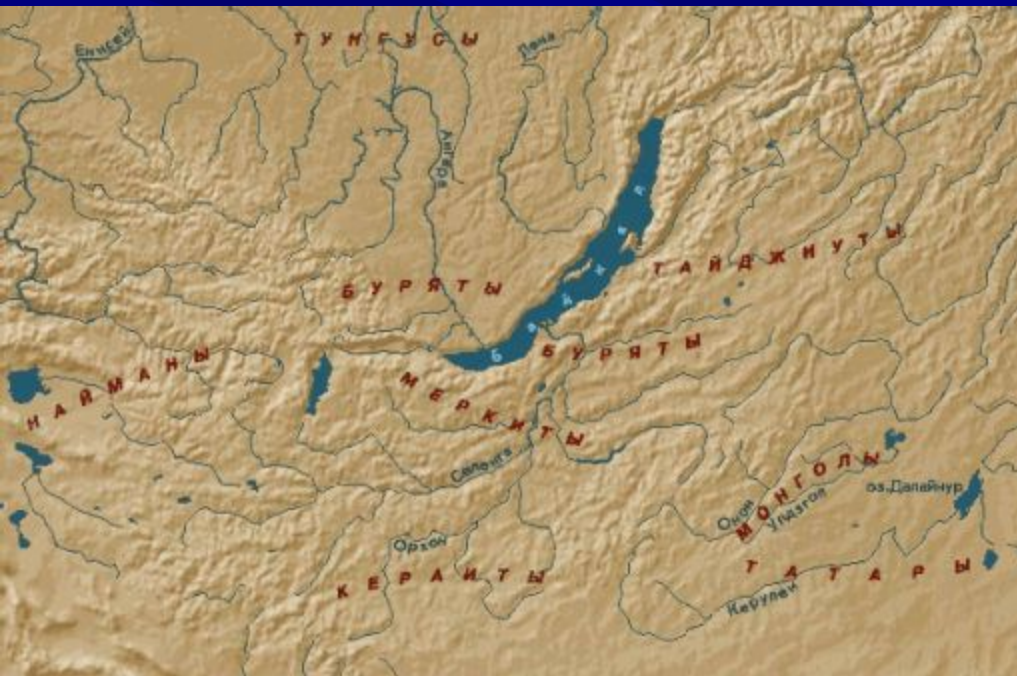 ТУНГУСЫ
Енисей
Лена
Ангара
Байкал
ТАЙДЖИУТЫ
БУРЯТЫ
БУРЯТЫ
НАЙМАНЫ
МЕРКИТЫ
Селенга
МОНГОЛЫ
оз.Далайнур
Онон
Улдзгол
Орхон
КЕРАИТЫ
ТАТАРЫ
Керулен